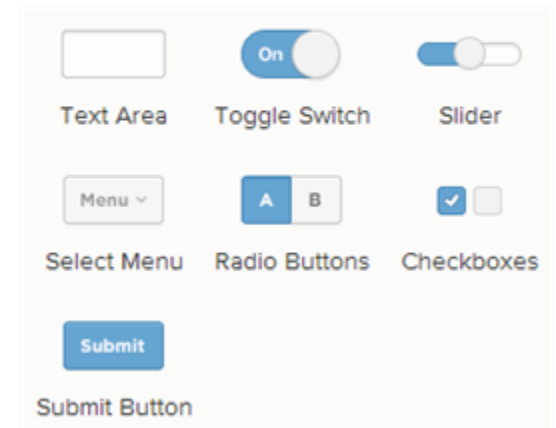 On
Text Area Toggle Switch Slider
Menu A B
Select Menu Radio Buttons Checkboxes
Submit
Submit Button